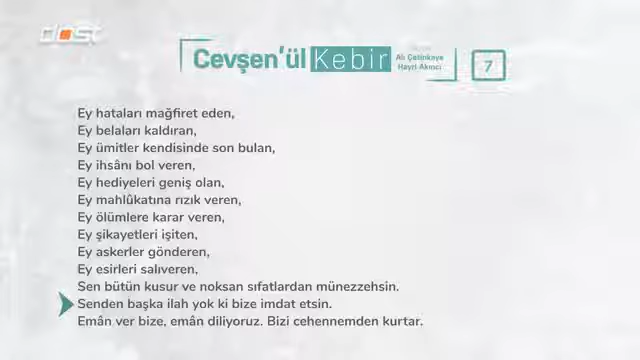 dost
Cevşen'ül Kebir
Ali Çetinkaya
Hayri Akıncı
7
Ey hataları mağfiret eden,
Ey belaları kaldıran,
Ey ümitler kendisinde son bulan,
Ey ihsânı bol veren,
Ey hediyeleri geniş olan,
Ey mahlûkatına rızık veren,
Ey ölümlere karar veren,
Ey şikayetleri işiten,
Ey askerler gönderen,
Ey esirleri salıveren,
Sen bütün kusur ve noksan sıfatlardan münezzehsin.
Senden başka ilah yok ki bize imdat etsin.
Emân ver bize, emân diliyoruz. Bizi cehennemden kurtar.